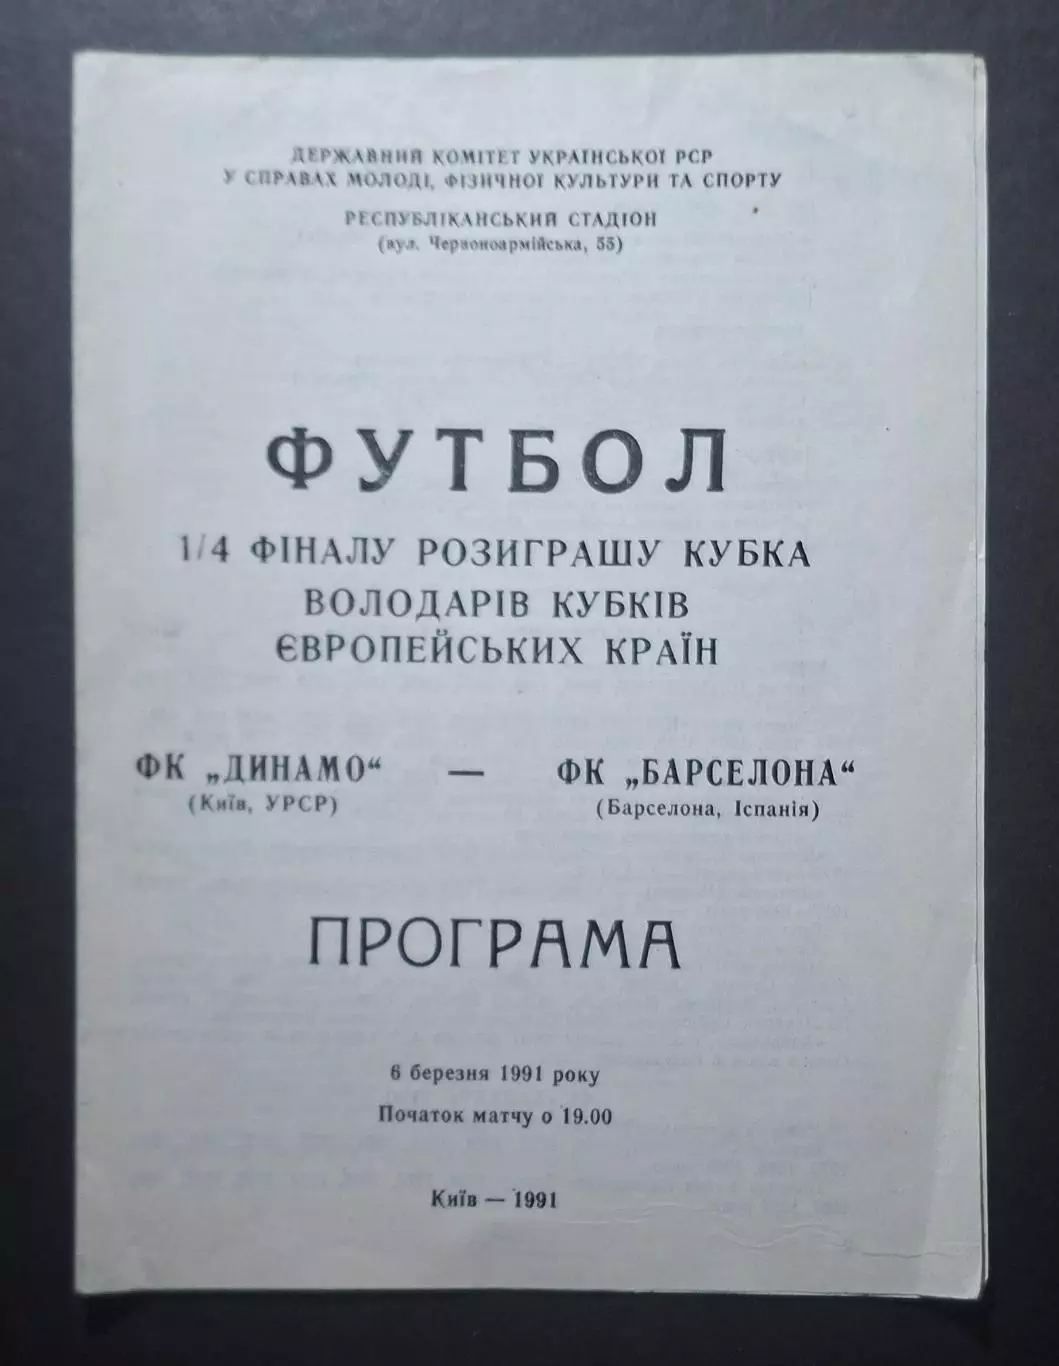 ДЕРЖАВНИЙ КОМІТЕТ УКРАЇНСЬКОЇ РСР
У СПРАВАХ МОЛОДІ, ФІЗИЧНОЇ КУЛЬТУРИ ТА СПОРТУ
РЕСПУБЛІКАНСЬКИЙ СТАДІОН
(вул. Червоноармійська, 55)
ФУТБОЛ
1/4 ФІНАЛУ РОЗИГРАШУ КУБКА
ВОЛОДАРІВ КУБКІВ
ЄВРОПЕЙСЬКИХ КРАЇН
ФК „ДИНАМО“ — ФК „БАРСЕЛОНА“
(Київ, УРСР) (Барселона, Іспанія)
ПРОГРАМА
6 березня 1991 року
Початок матчу о 19.00
Київ — 1991